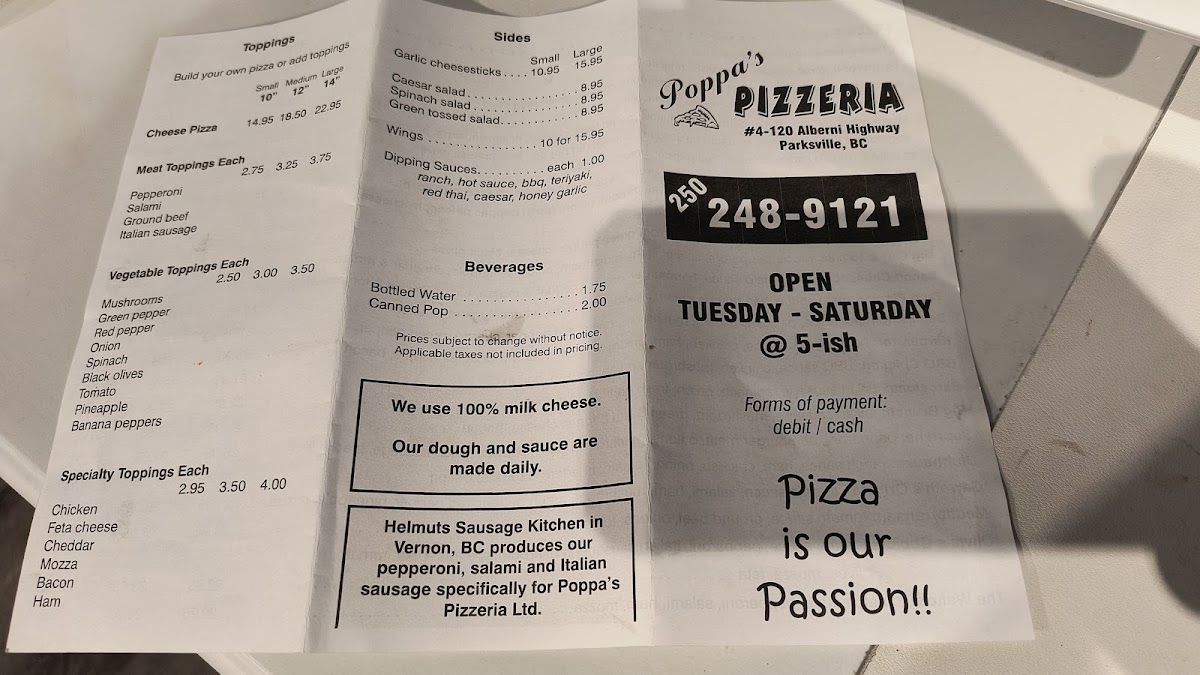 Toppings
Build your own pizza or add toppings
Small Medium Large
10" 12" 14"
Cheese Pizza 14.95 18.50 22.95
Meat Toppings Each
2.75 3.25 3.75
Pepperoni
Salami
Ground beef
Italian sausage
Vegetable Toppings Each
2.50 3.00 3.50
Mushrooms
Green pepper
Red pepper
Onion
Spinach
Black olives
Tomato
Pineapple
Banana peppers
Specialty Toppings Each
2.95 3.50 4.00
Chicken
Feta cheese
Cheddar
Mozza
Bacon
Ham
Sides
Small Large
Garlic cheesesticks .... 10.95 15.95
Caesar salad ........................ 8.95
Spinach salad ...................... 8.95
Green tossed salad ............... 8.95
Wings ................. 10 for 15.95
Dipping Sauces.......... each 1.00
ranch, hot sauce, bbq, teriyaki,
red thai, caesar, honey garlic
Beverages
Bottled Water .................. 1.75
Canned Pop ................... 2.00
Prices subject to change without notice.
Applicable taxes not included in pricing.
We use 100% milk cheese.
Our dough and sauce are
made daily.
Helmuts Sausage Kitchen in
Vernon, BC produces our
pepperoni, salami and Italian
sausage specifically for Poppa's
Pizzeria Ltd.
Poppa's
PIZZERIA
#4-120 Alberni Highway
Parksville, BC
250 248-9121
OPEN
TUESDAY - SATURDAY
@ 5-ish
Forms of payment:
debit / cash
Pizza
is our
Passion!!